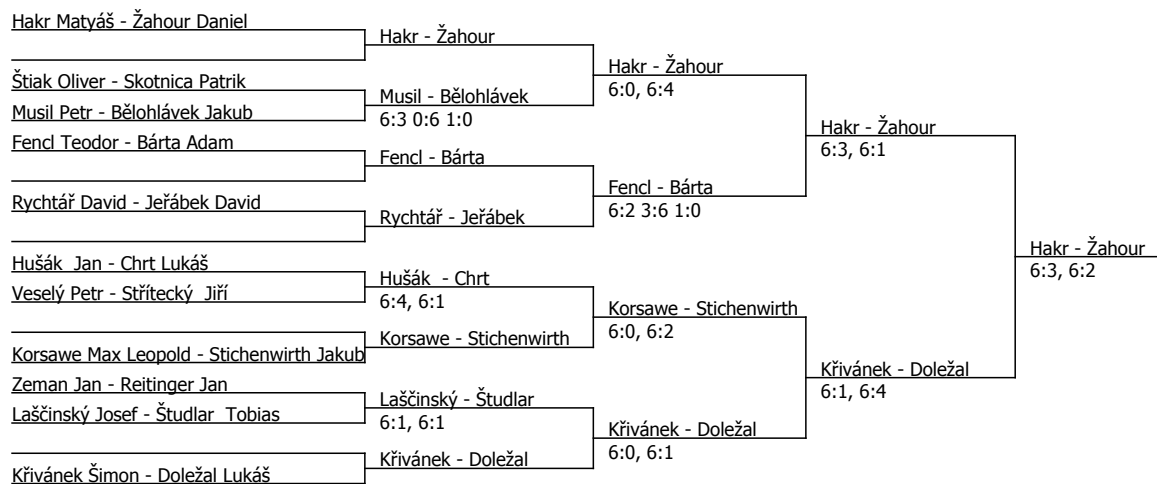 Hakr Matyáš - Žahour Daniel
Štiak Oliver - Skotnica Patrik
Musil Petr - Bělohlávek Jakub
Fencl Teodor - Bárta Adam
Rychtář David - Jeřábek David
Hušák  Jan - Chrt Lukáš
Veselý Petr - Střítecký  Jiří
Korsawe Max Leopold - Stichenwirth Jakub
Zeman Jan - Reitinger Jan
Laščinský Josef - Študlar  Tobias
Křivánek Šimon - Doležal Lukáš
Hakr - Žahour
Musil - Bělohlávek
6:3 0:6 1:0
Fencl - Bárta
Rychtář - Jeřábek
Hušák  - Chrt
6:4, 6:1
Korsawe - Stichenwirth
Laščinský - Študlar
6:1, 6:1
Křivánek - Doležal
Hakr - Žahour
6:0, 6:4
Fencl - Bárta
6:2 3:6 1:0
Korsawe - Stichenwirth
6:0, 6:2
Křivánek - Doležal
6:0, 6:1
Hakr - Žahour
6:3, 6:1
Křivánek - Doležal
6:1, 6:4
Hakr - Žahour
6:3, 6:2